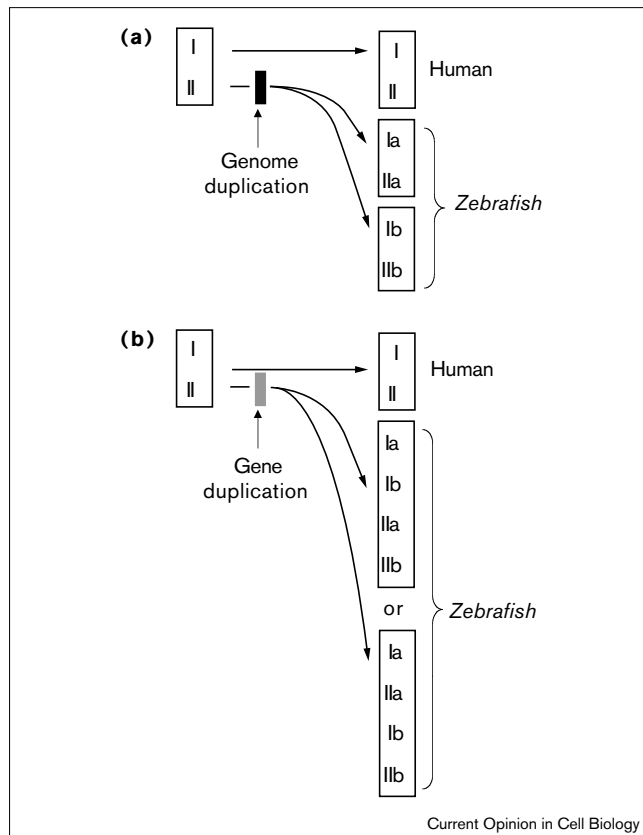 (a)
I
II
Genome
duplication
I
II
Human
Ia
IIa
Ib
IIb
Zebrafish
(b)
I
II
Gene
duplication
I
II
Human
Ia
Ib
IIa
IIb
or
Ia
IIa
Ib
IIb
Zebrafish
Current Opinion in Cell Biology